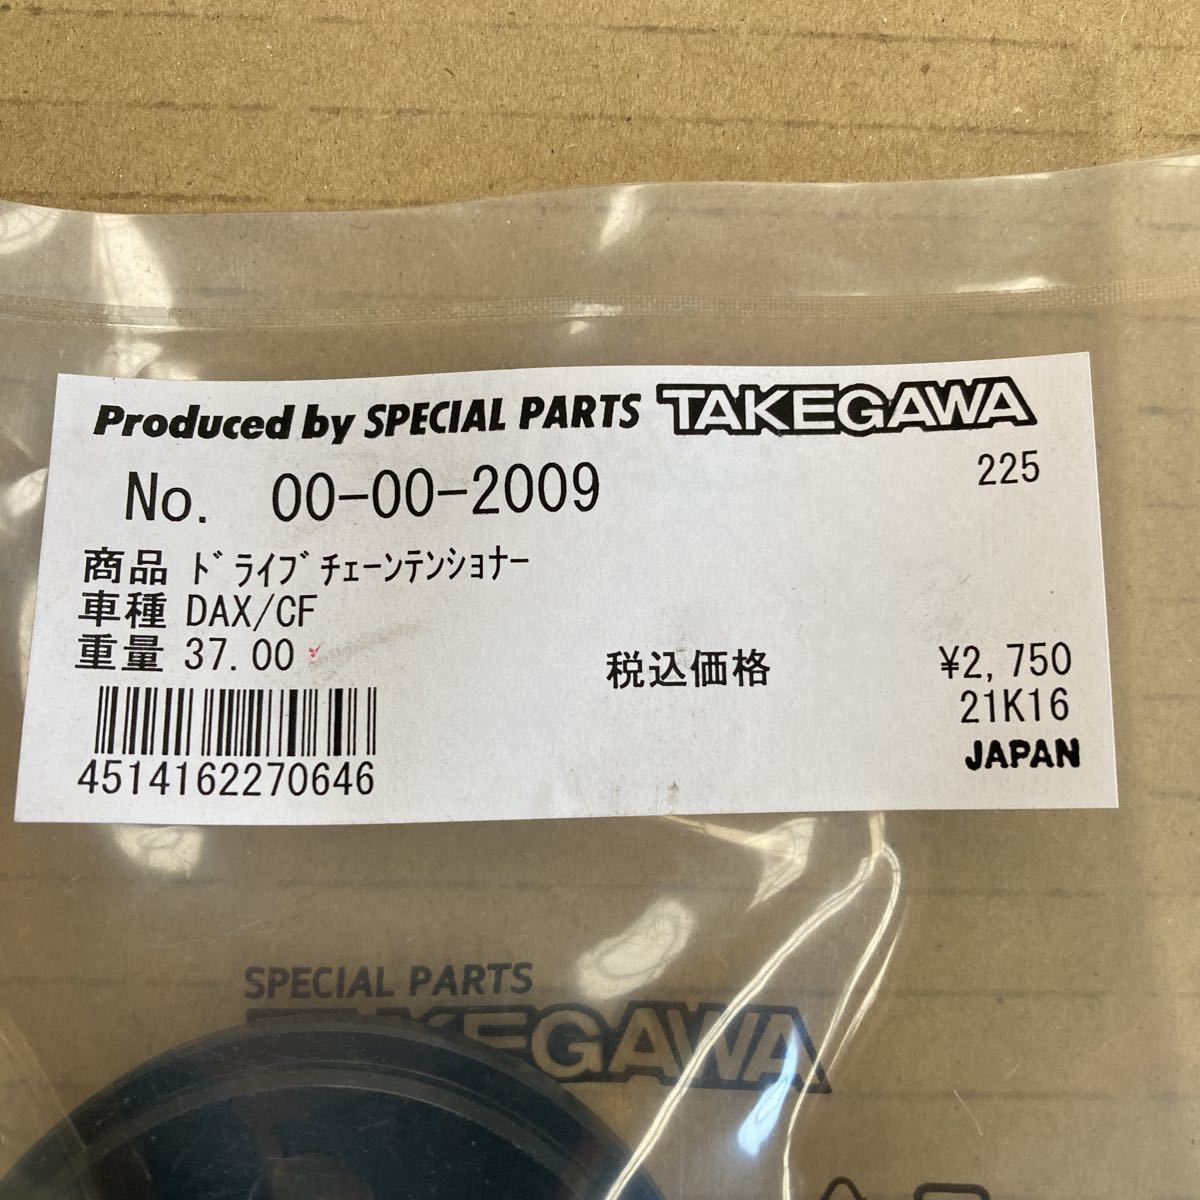 Produced by SPECIAL PARTS TAKEGAWA
No. 00-00-2009
225
商品 ﾄﾞﾗｲﾌﾞﾁｪｰﾝﾃﾝｼｮﾅｰ
車種 DAX/CF
重量 37.00
税込価格 ¥2,750
21K16
JAPAN
4514162270646
SPECIAL PARTS
TAKEGAWA